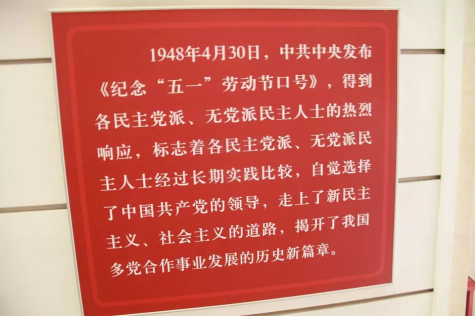 1948年4月30日，中共中央发布
《纪念“五一”劳动节口号》，得到
各民主党派、无党派民主人士的热烈
响应，标志着各民主党派、无党派民
主人士经过长期实践比较，自觉选择
了中国共产党的领导，走上了新民主
主义、社会主义的道路，揭开了我国
多党合作事业发展的历史新篇章。